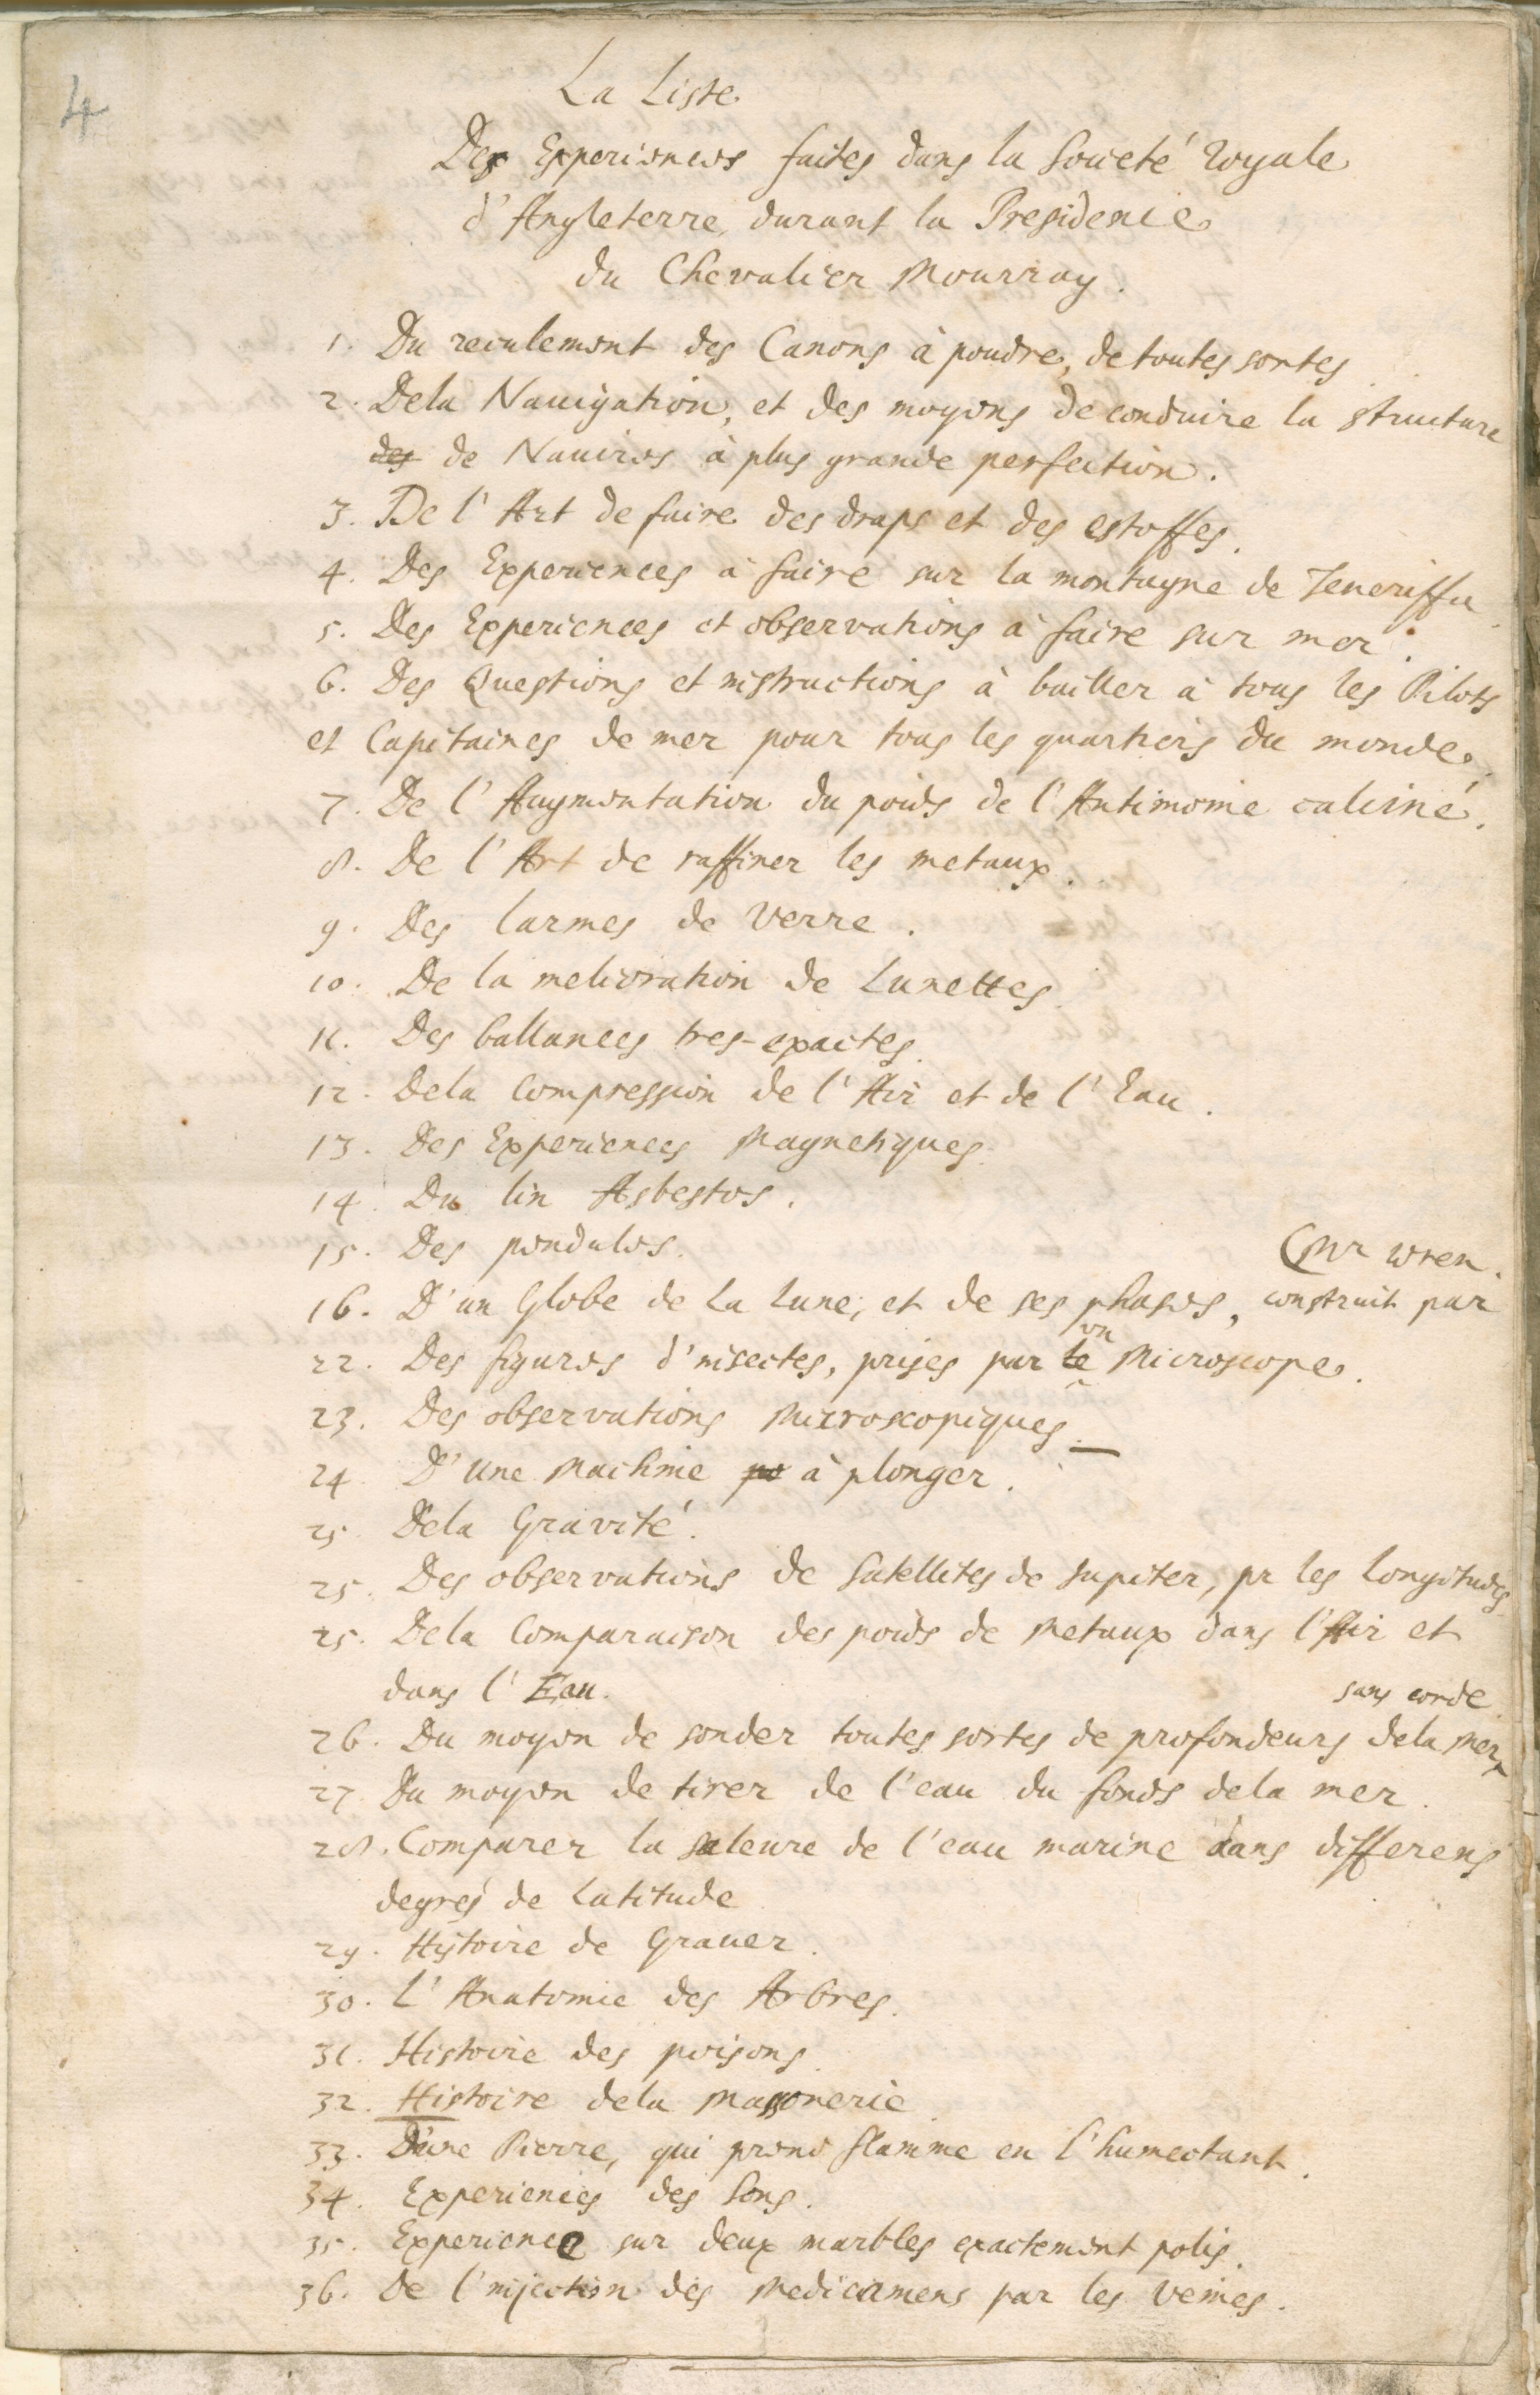 4
La Liste
Des Experiences faites dans la Societé Royale
d'Angleterre, durant la Presidence
du Chevalier Mourray.
1. Du reculement des Canons à poudre, de toutes sortes
2. Dela Nauigation, et des moyens de conduire la structure
des de Nauires à plus grande perfection.
3. De l'Art de faire des draps et des estoffes.
4. Des Experiences à faire sur la montagne de Teneriffa
5. Des Experiences et observations à faire sur mer.
6. Des Questions et instructions à bailler à tous les Pilots
et Capitaines de mer pour tous les quartiers du monde.
7. De l'Augmentation du poids de l'Antimoine calciné.
8. De l'Art de raffiner les metaux.
9. Des larmes de Verre.
10. De la melioration de Lunettes.
11. Des ballances tres-exactes.
12. Dela Compression de l'Air et de l'Eau.
13. Des Experiences Magnetiques.
14. Du lin Asbestos.
15. Des pendules.
(Mr Wren.
16. D'un Globe de La Lune, et de ses phases, construit par
un
22. Des figures d'insectes, prises par le Microscope.
23. Des observations Microscopiques.
24. D'Une Machine po à plonger.
25. Dela Gravité.
25. Des observations de Satellites de Jupiter, pr les Longitudes
25. Dela Comparaison des poids de Metaux dans l'Air et
dans l'Eau.
sans corde
26. Du moyen de sonder toutes sortes de profondeurs dela Mer
27. Du moyen de tirer de l'eau du fonds dela mer.
28. Comparer la saleure de l'eau marine dans differens
degrés de Latitude
29. Histoire de Grauer.
30. L'Anatomie des Arbres.
31. Histoire des poisons.
32. Histoire dela Massonerie.
33. D'une Pierre, qui prend flamme en l'humectant.
34. Experiences des Sons.
35. Experience sur deux marbles exactement polis.
36. De l'injection des Medicamens par les Veines.